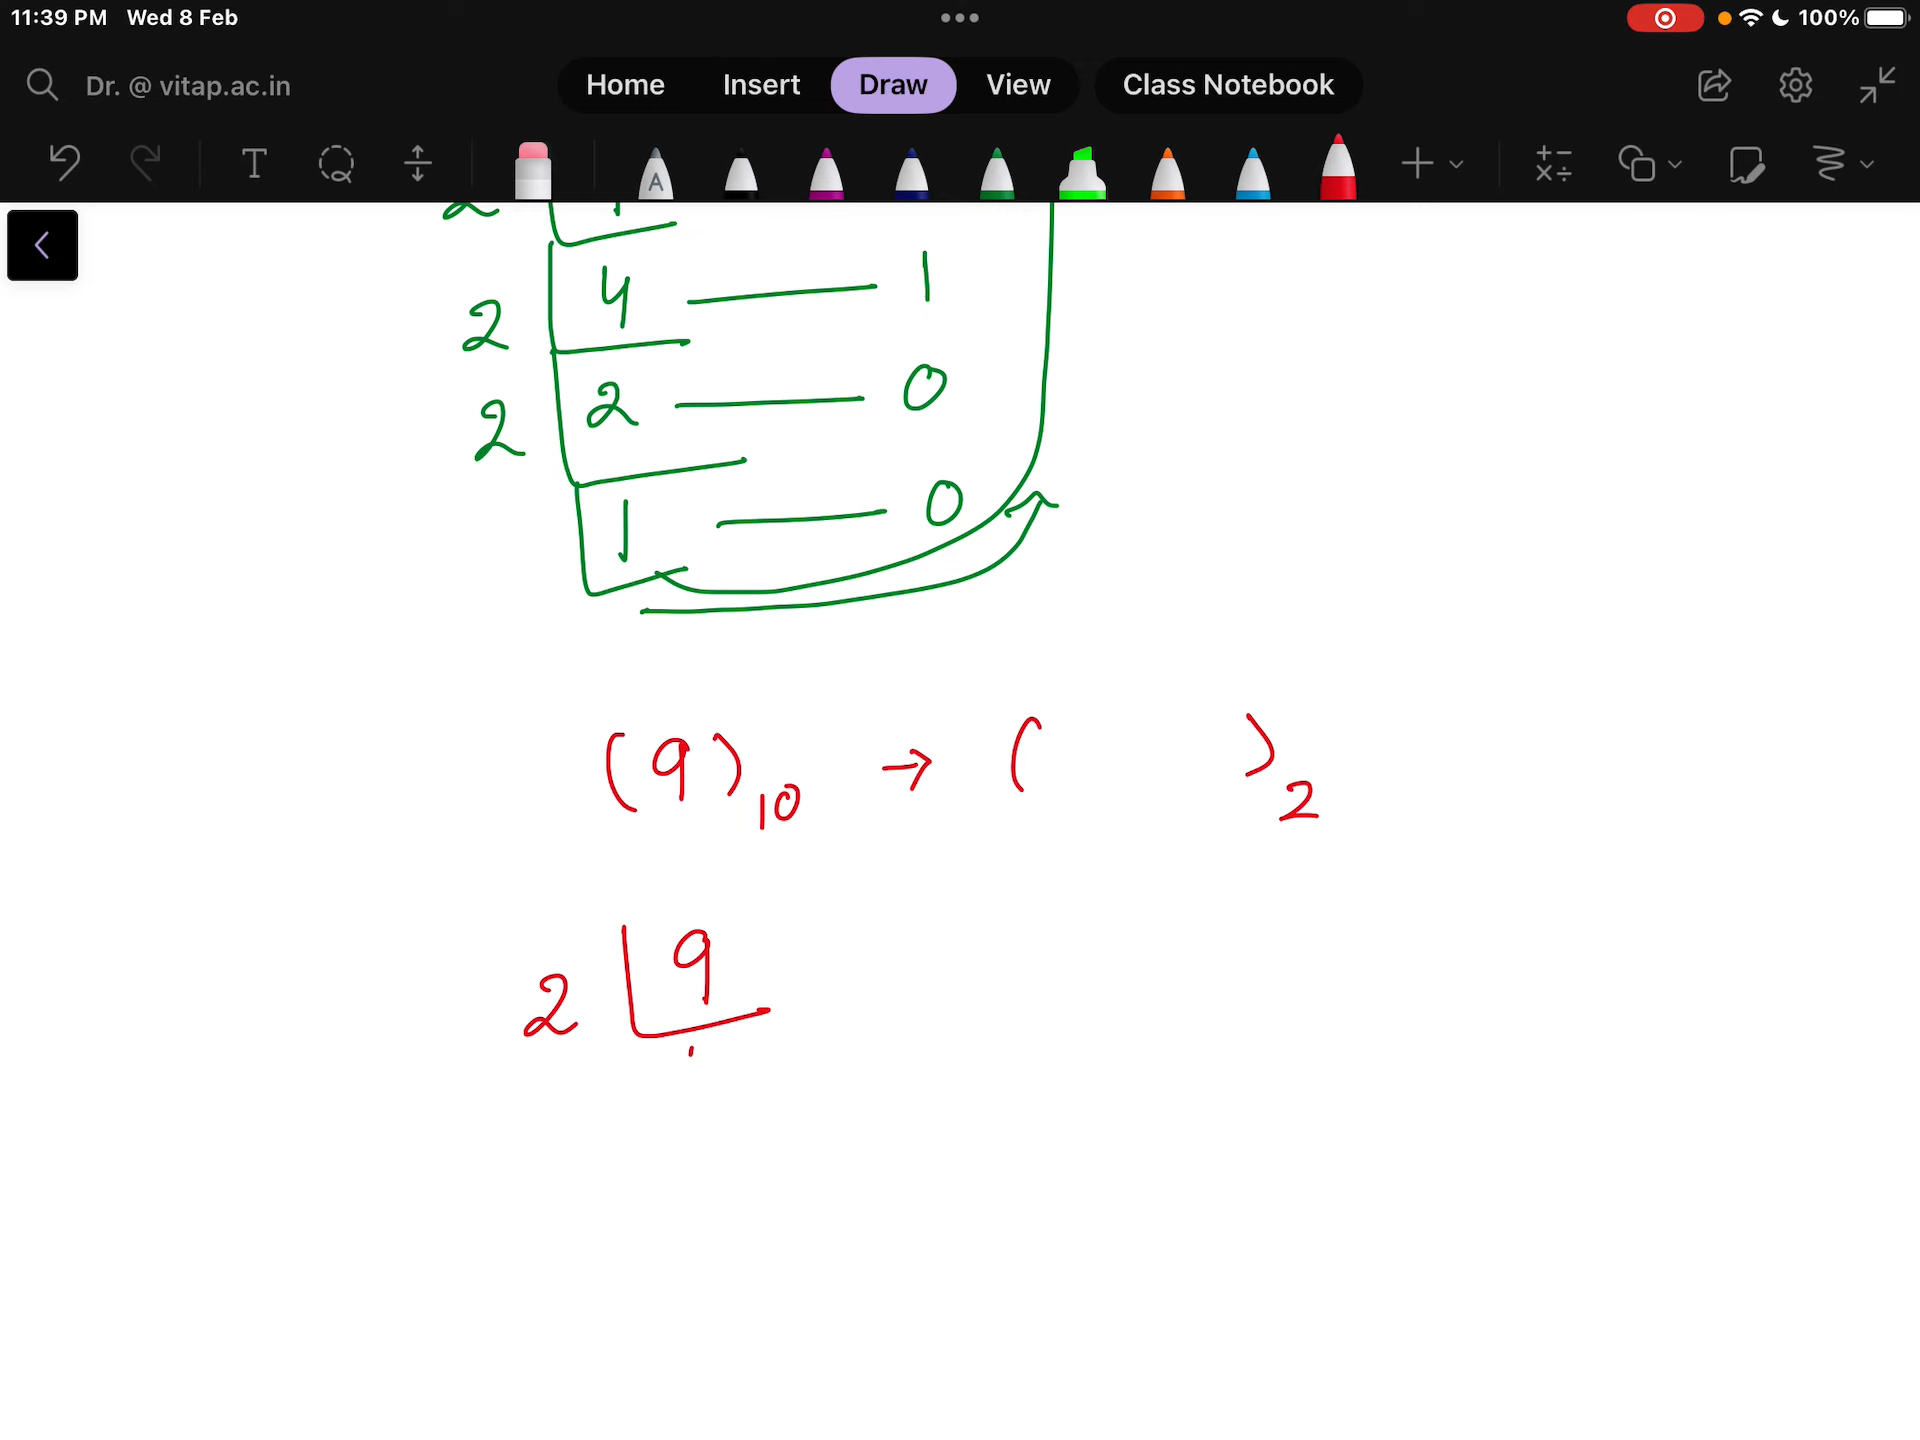 11:39 PM Wed 8 Feb
100%
Dr. @ vitap.ac.in
Home Insert Draw View Class Notebook
T A
2 4 — 1
2 2 — 0
1 — 0
(9)10 → ( )2
2 9